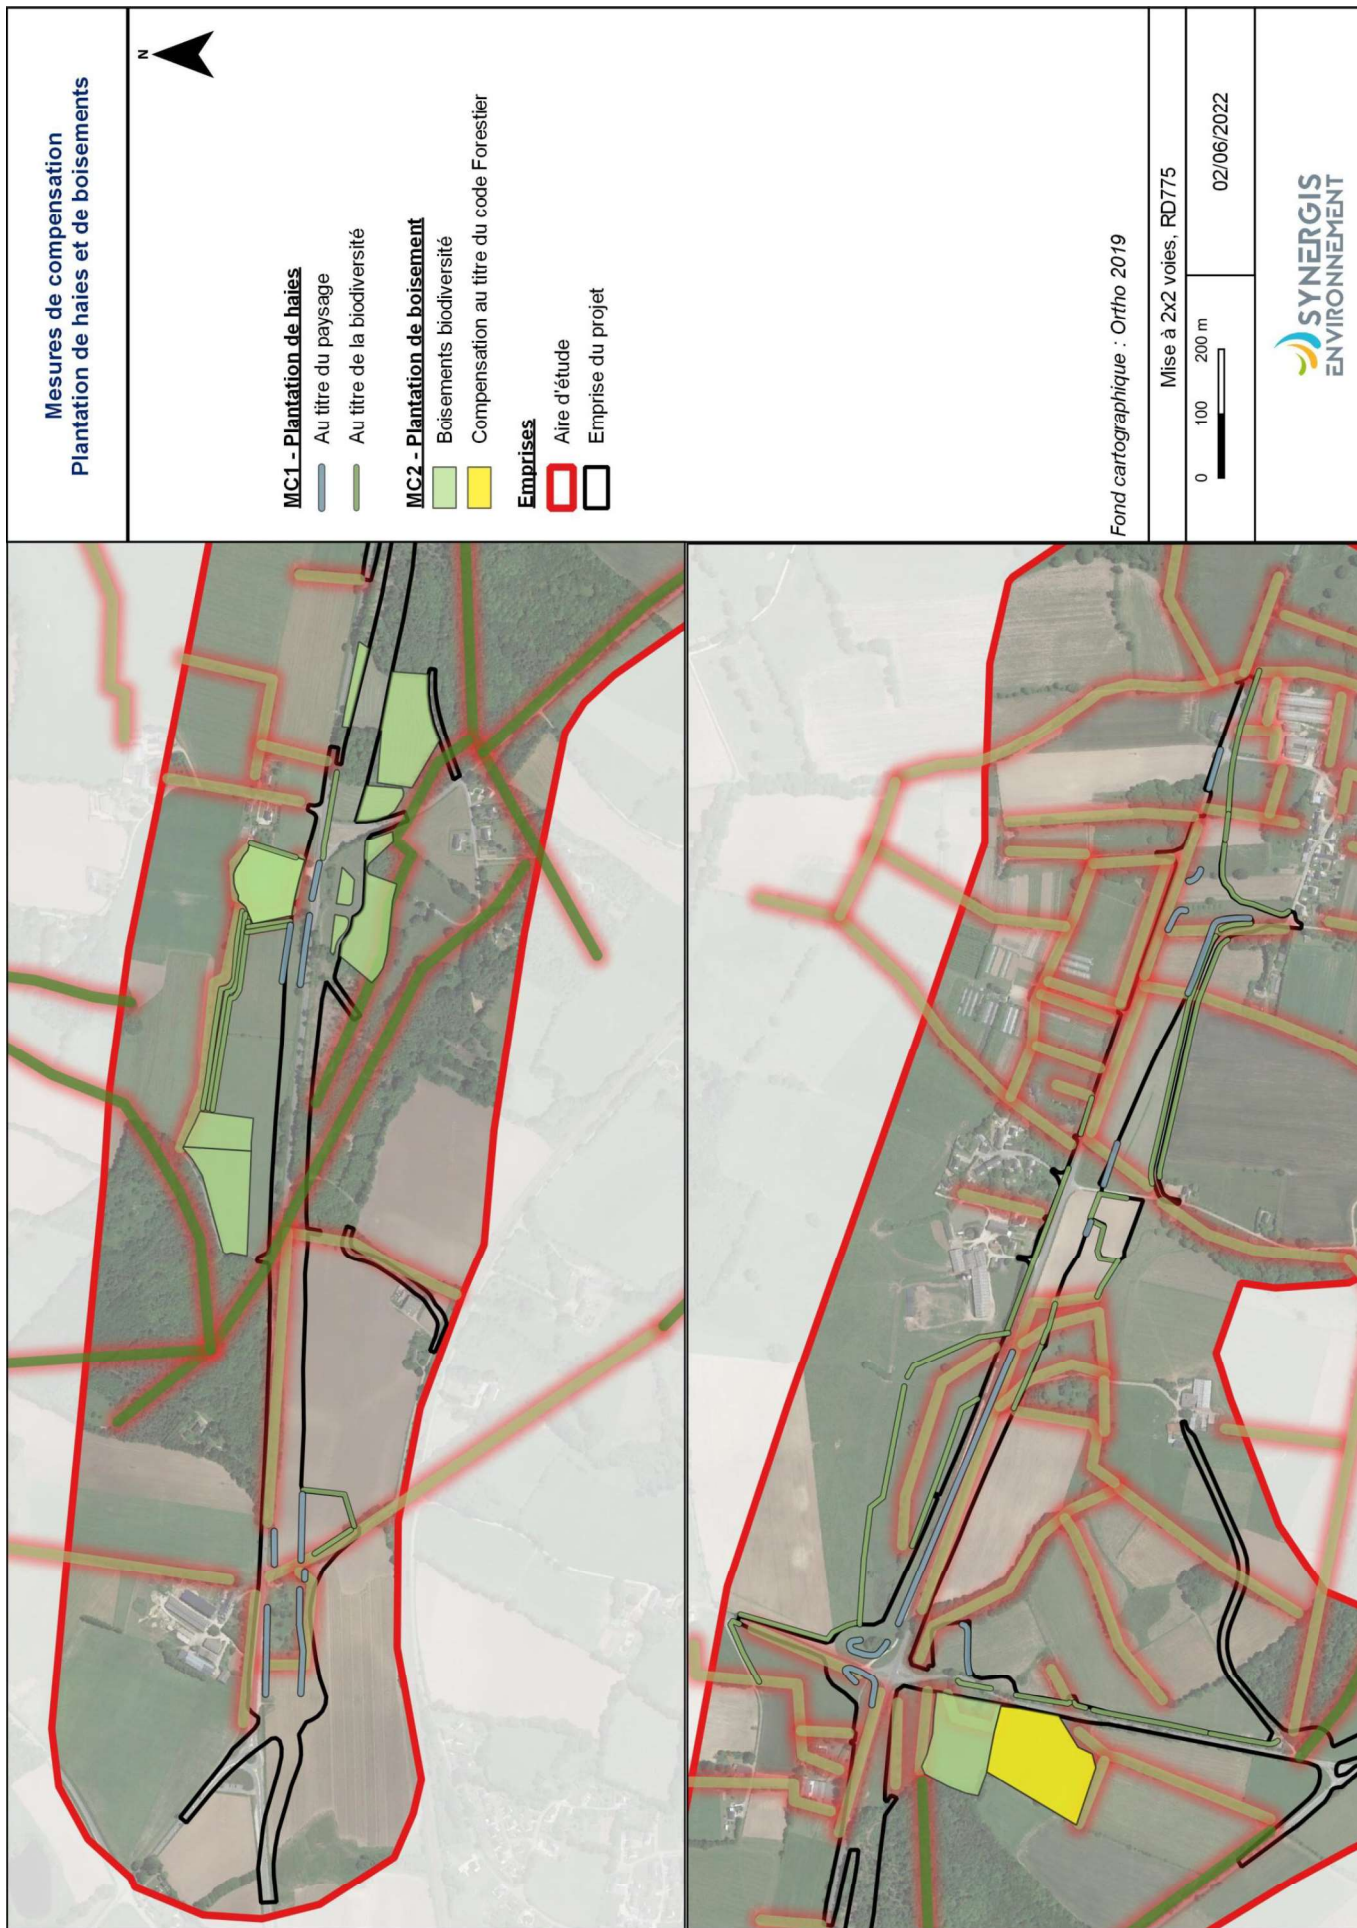 Mesures de compensation
Plantation de haies et de boisements
N
MC1 - Plantation de haies
Au titre du paysage
Au titre de la biodiversité
MC2 - Plantation de boisement
Boisements biodiversité
Compensation au titre du code Forestier
Emprises
Aire d'étude
Emprise du projet
Fond cartographique : Ortho 2019
Mise à 2x2 voies, RD775
0 100 200 m
02/06/2022
SYNERGIS
ENVIRONNEMENT